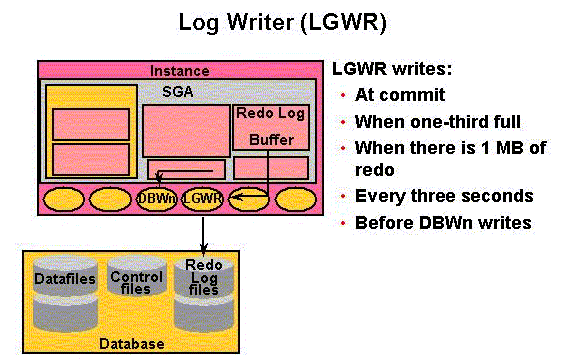 Log Writer (LGWR)
Instance
SGA
Redo Log
Buffer
DBWn
LGWR
Datafiles
Control
files
Redo
Log
files
Database
LGWR writes:
• At commit
• When one-third full
• When there is 1 MB of
redo
• Every three seconds
• Before DBWn writes